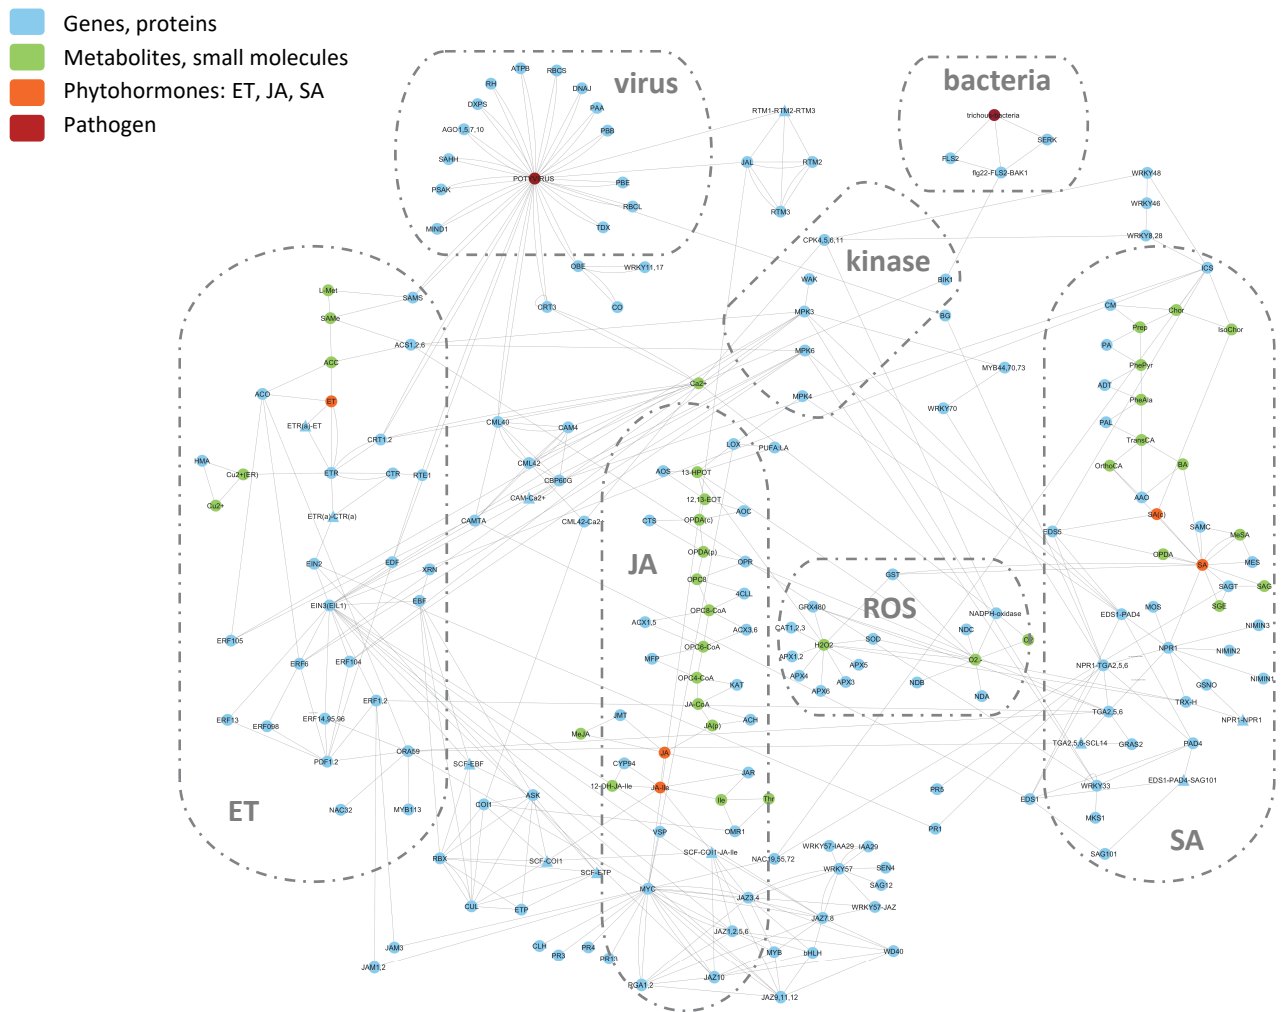 Genes, proteins
Metabolites, small molecules
Phytohormones: ET, JA, SA
Pathogen
virus
bacteria
ATPB
RBCS
RH
DNAJ
DXPS
PAA
AGO1,5,7,10
PBB
SAHH
POTYVIRUS
PBE
PSAK
RBCL
MIND1
TDX
RTM1-RTM2-RTM3
JAL
RTM2
RTM3
SERK
FLS2
flg22-FLS2-BAK1
WRKY48
WRKY46
WRKY8,28
kinase
CPK4,5,6,11
WAK
BIK1
MPK3
BG
MPK6
MPK4
MYB44,70,73
WRKY70
OBE
WRKY11,17
CRT3
CO
Ca2+
L-Met
SAMS
SAMe
ACS1,2,6
ACC
ACO
ET
ETR(a)-ET
CRT1,2
HMA
Cu2+(ER)
ETR
CTR
RTE1
Cu2+
ETR(a)-CTR(a)
EIN2
EDF
XRN
EIN3(EIL1)
EBF
ERF105
ERF6
ERF104
ERF1,2
ERF13
ERF098
ERF14,95,96
PDF1,2
ORA59
NAC32
MYB113
ET
CML40
CAM4
CML42
CBP60G
CAM-Ca2+
CAMTA
CML42-Ca2+
LOX
PUFA:LA
AOS
13-HPOT
12,13-EOT
CTS
OPDA(c)
AOC
JA
OPDA(p)
OPR
OPC8
4CLL
ACX1,5
OPC8-CoA
ACX3,6
OPC6-CoA
MFP
OPC4-CoA
KAT
JA-CoA
JMT
JA(p)
ACH
MeJA
JA
CYP94
JAR
12-OH-JA-Ile
JA-Ile
Ile
Thr
VSP
OMR1
SCF-EBF
COI1
ASK
RBX
SCF-COI1
SCF-ETP
CUL
ETP
SCF-COI1-JA-Ile
NAC19,55,72
MYC
JAZ3,4
JAZ7,8
JAZ1,2,5,6
JAM3
JAM1,2
CLH
PR3
PR4
JAZ10
MYB
bHLH
WD40
JAZ9,11,12
WRKY57-IAA29
IAA29
WRKY57
SEN4
SAG12
WRKY57-JAZ
PR5
PR1
ROS
GST
GRX480
NADPH-oxidase
CAT1,2,3
H2O2
SOD
NDC
O2.-
APX1,2
APX5
APX4
APX3
APX6
NDB
NDA
ICS
CM
Chor
IsoChor
Prep
PA
PhePyr
ADT
PheAla
PAL
TransCA
OrthoCA
BA
AAO
SA(c)
SAMC
EDS5
MeSA
OPDA
SA
MES
SAGT
SAG
SGE
EDS1-PAD4
MOS
NIMIN3
NPR1
NIMIN2
NPR1-TGA2,5,6
GSNO
NIMIN1
TRX-H
TGA2,5,6
NPR1-NPR1
TGA2,5,6-SCL14
GRAS2
PAD4
EDS1-PAD4-SAG101
WRKY33
EDS1
MKS1
SAG101
SA